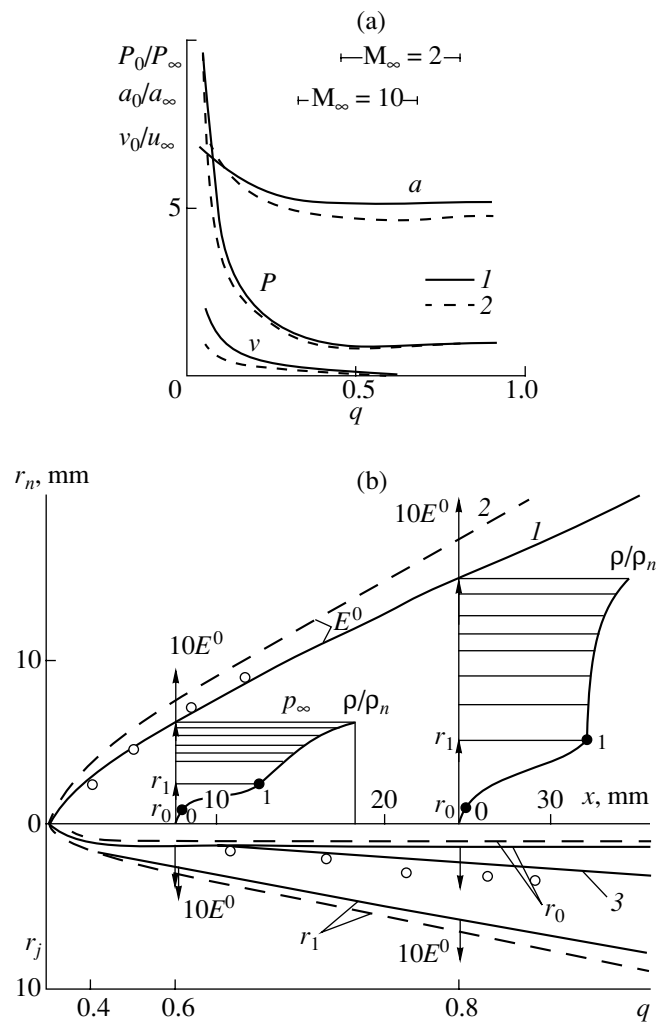 (a)
P₀/P∞
M∞ = 2
a₀/a∞
M∞ = 10
v₀/u∞
a
5
1
P
2
v
0
0.5
1.0
q
rₙ, mm
(b)
10E⁰
2
1
ρ/ρₙ
E⁰
10
10E⁰
p∞
ρ/ρₙ
r₁
1
r₁
1
r₀
0
10
20
r₀
0
30
x, mm
0
3
10E⁰
r₀
r₁
10E⁰
rⱼ
10
0.4
0.6
0.8
q